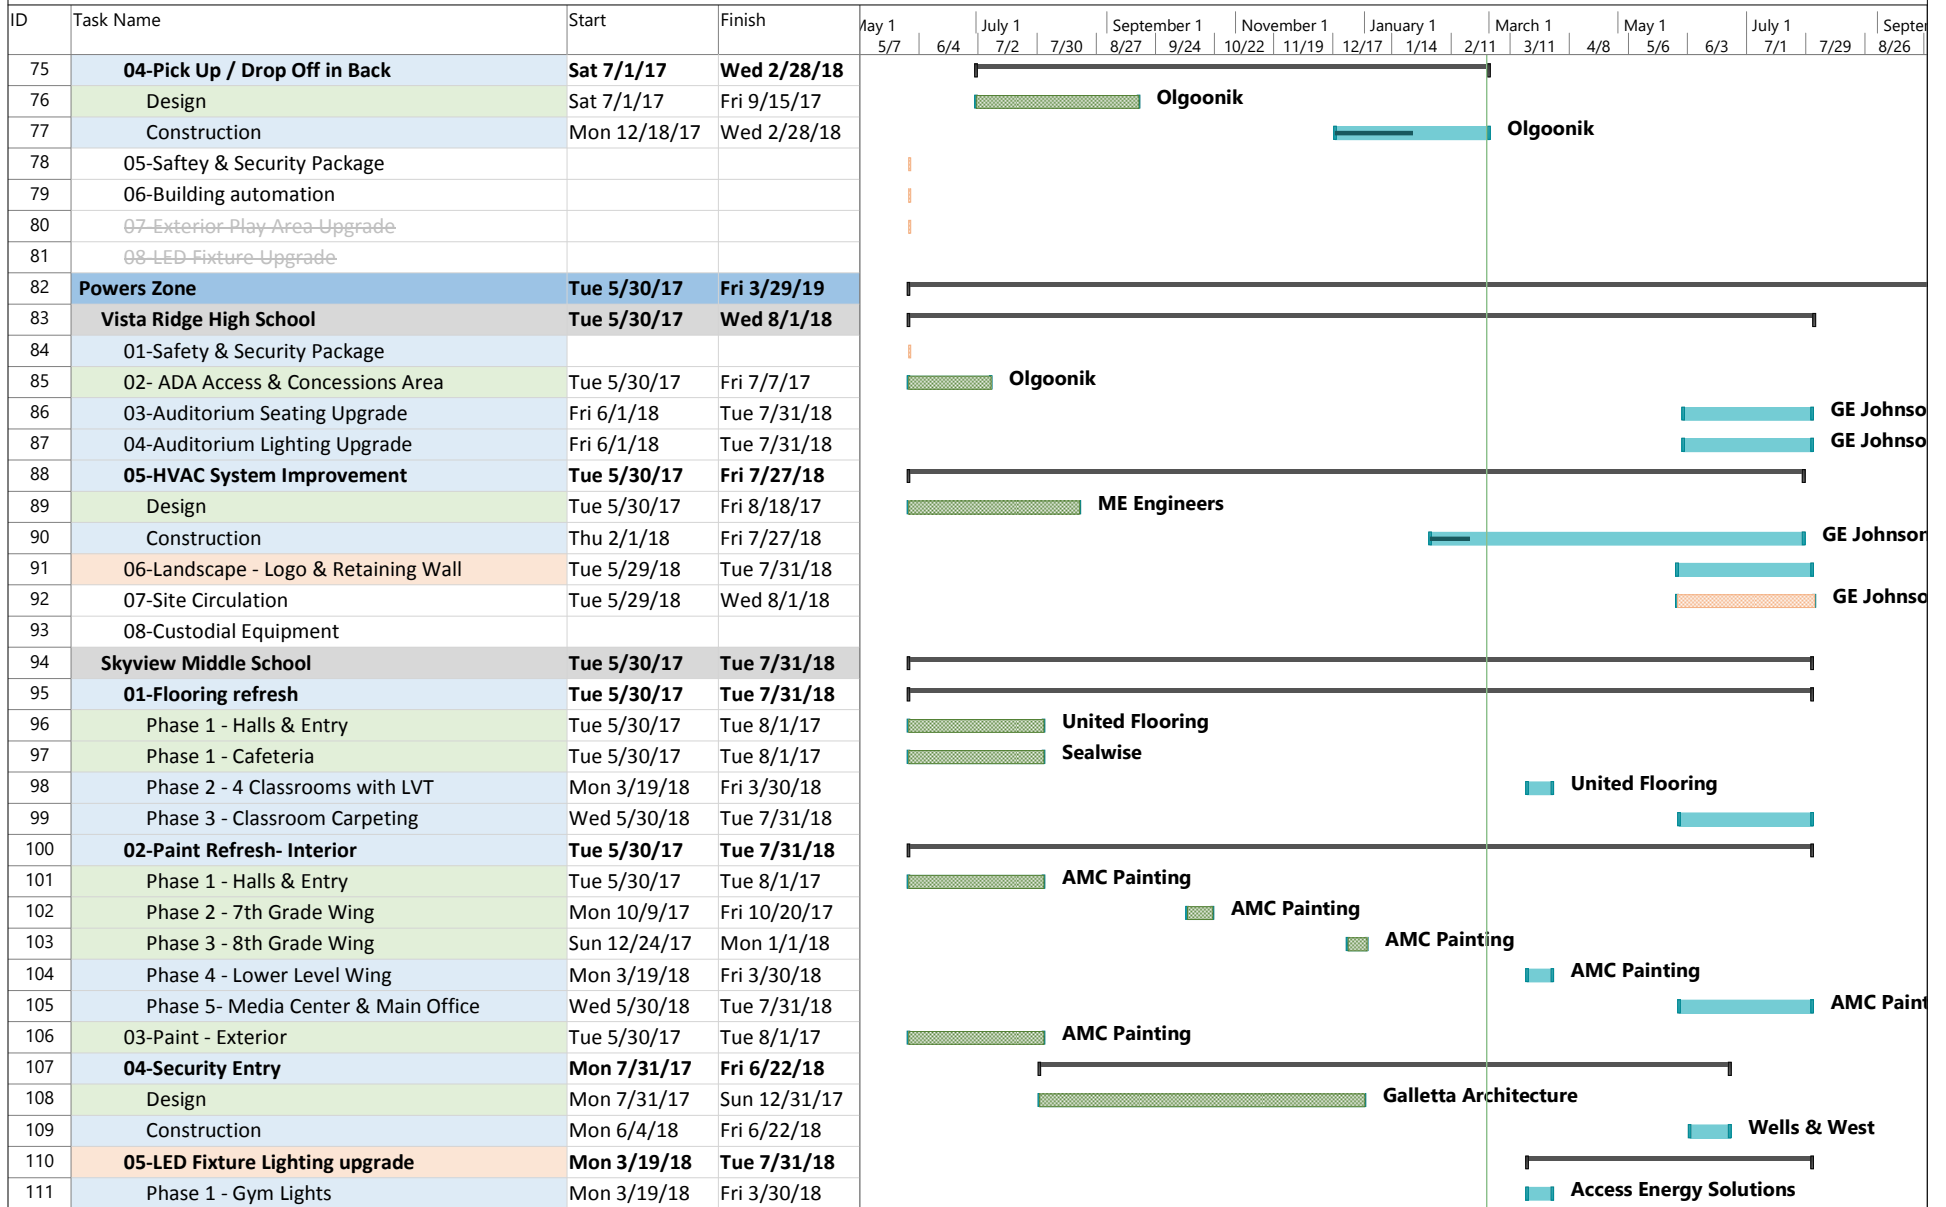 ID Task Name Start Finish
May 1 July 1 September 1 November 1 January 1 March 1 May 1 July 1 Septe
5/7 6/4 7/2 7/30 8/27 9/24 10/22 11/19 12/17 1/14 2/11 3/11 4/8 5/6 6/3 7/1 7/29 8/26
75 04-Pick Up / Drop Off in Back Sat 7/1/17 Wed 2/28/18
76 Design Sat 7/1/17 Fri 9/15/17 Olgoonik
77 Construction Mon 12/18/17 Wed 2/28/18 Olgoonik
78 05-Saftey & Security Package
79 06-Building automation
80 07-Exterior Play Area Upgrade
81 08-LED Fixture Upgrade
82 Powers Zone Tue 5/30/17 Fri 3/29/19
83 Vista Ridge High School Tue 5/30/17 Wed 8/1/18
84 01-Safety & Security Package
85 02- ADA Access & Concessions Area Tue 5/30/17 Fri 7/7/17 Olgoonik
86 03-Auditorium Seating Upgrade Fri 6/1/18 Tue 7/31/18 GE Johnso
87 04-Auditorium Lighting Upgrade Fri 6/1/18 Tue 7/31/18 GE Johnso
88 05-HVAC System Improvement Tue 5/30/17 Fri 7/27/18
89 Design Tue 5/30/17 Fri 8/18/17 ME Engineers
90 Construction Thu 2/1/18 Fri 7/27/18 GE Johnson
91 06-Landscape - Logo & Retaining Wall Tue 5/29/18 Tue 7/31/18
92 07-Site Circulation Tue 5/29/18 Wed 8/1/18 GE Johnso
93 08-Custodial Equipment
94 Skyview Middle School Tue 5/30/17 Tue 7/31/18
95 01-Flooring refresh Tue 5/30/17 Tue 7/31/18
96 Phase 1 - Halls & Entry Tue 5/30/17 Tue 8/1/17 United Flooring
97 Phase 1 - Cafeteria Tue 5/30/17 Tue 8/1/17 Sealwise
98 Phase 2 - 4 Classrooms with LVT Mon 3/19/18 Fri 3/30/18 United Flooring
99 Phase 3 - Classroom Carpeting Wed 5/30/18 Tue 7/31/18
100 02-Paint Refresh- Interior Tue 5/30/17 Tue 7/31/18
101 Phase 1 - Halls & Entry Tue 5/30/17 Tue 8/1/17 AMC Painting
102 Phase 2 - 7th Grade Wing Mon 10/9/17 Fri 10/20/17 AMC Painting
103 Phase 3 - 8th Grade Wing Sun 12/24/17 Mon 1/1/18 AMC Painting
104 Phase 4 - Lower Level Wing Mon 3/19/18 Fri 3/30/18 AMC Painting
105 Phase 5- Media Center & Main Office Wed 5/30/18 Tue 7/31/18 AMC Paint
106 03-Paint - Exterior Tue 5/30/17 Tue 8/1/17 AMC Painting
107 04-Security Entry Mon 7/31/17 Fri 6/22/18
108 Design Mon 7/31/17 Sun 12/31/17 Galletta Architecture
109 Construction Mon 6/4/18 Fri 6/22/18 Wells & West
110 05-LED Fixture Lighting upgrade Mon 3/19/18 Tue 7/31/18
111 Phase 1 - Gym Lights Mon 3/19/18 Fri 3/30/18 Access Energy Solutions